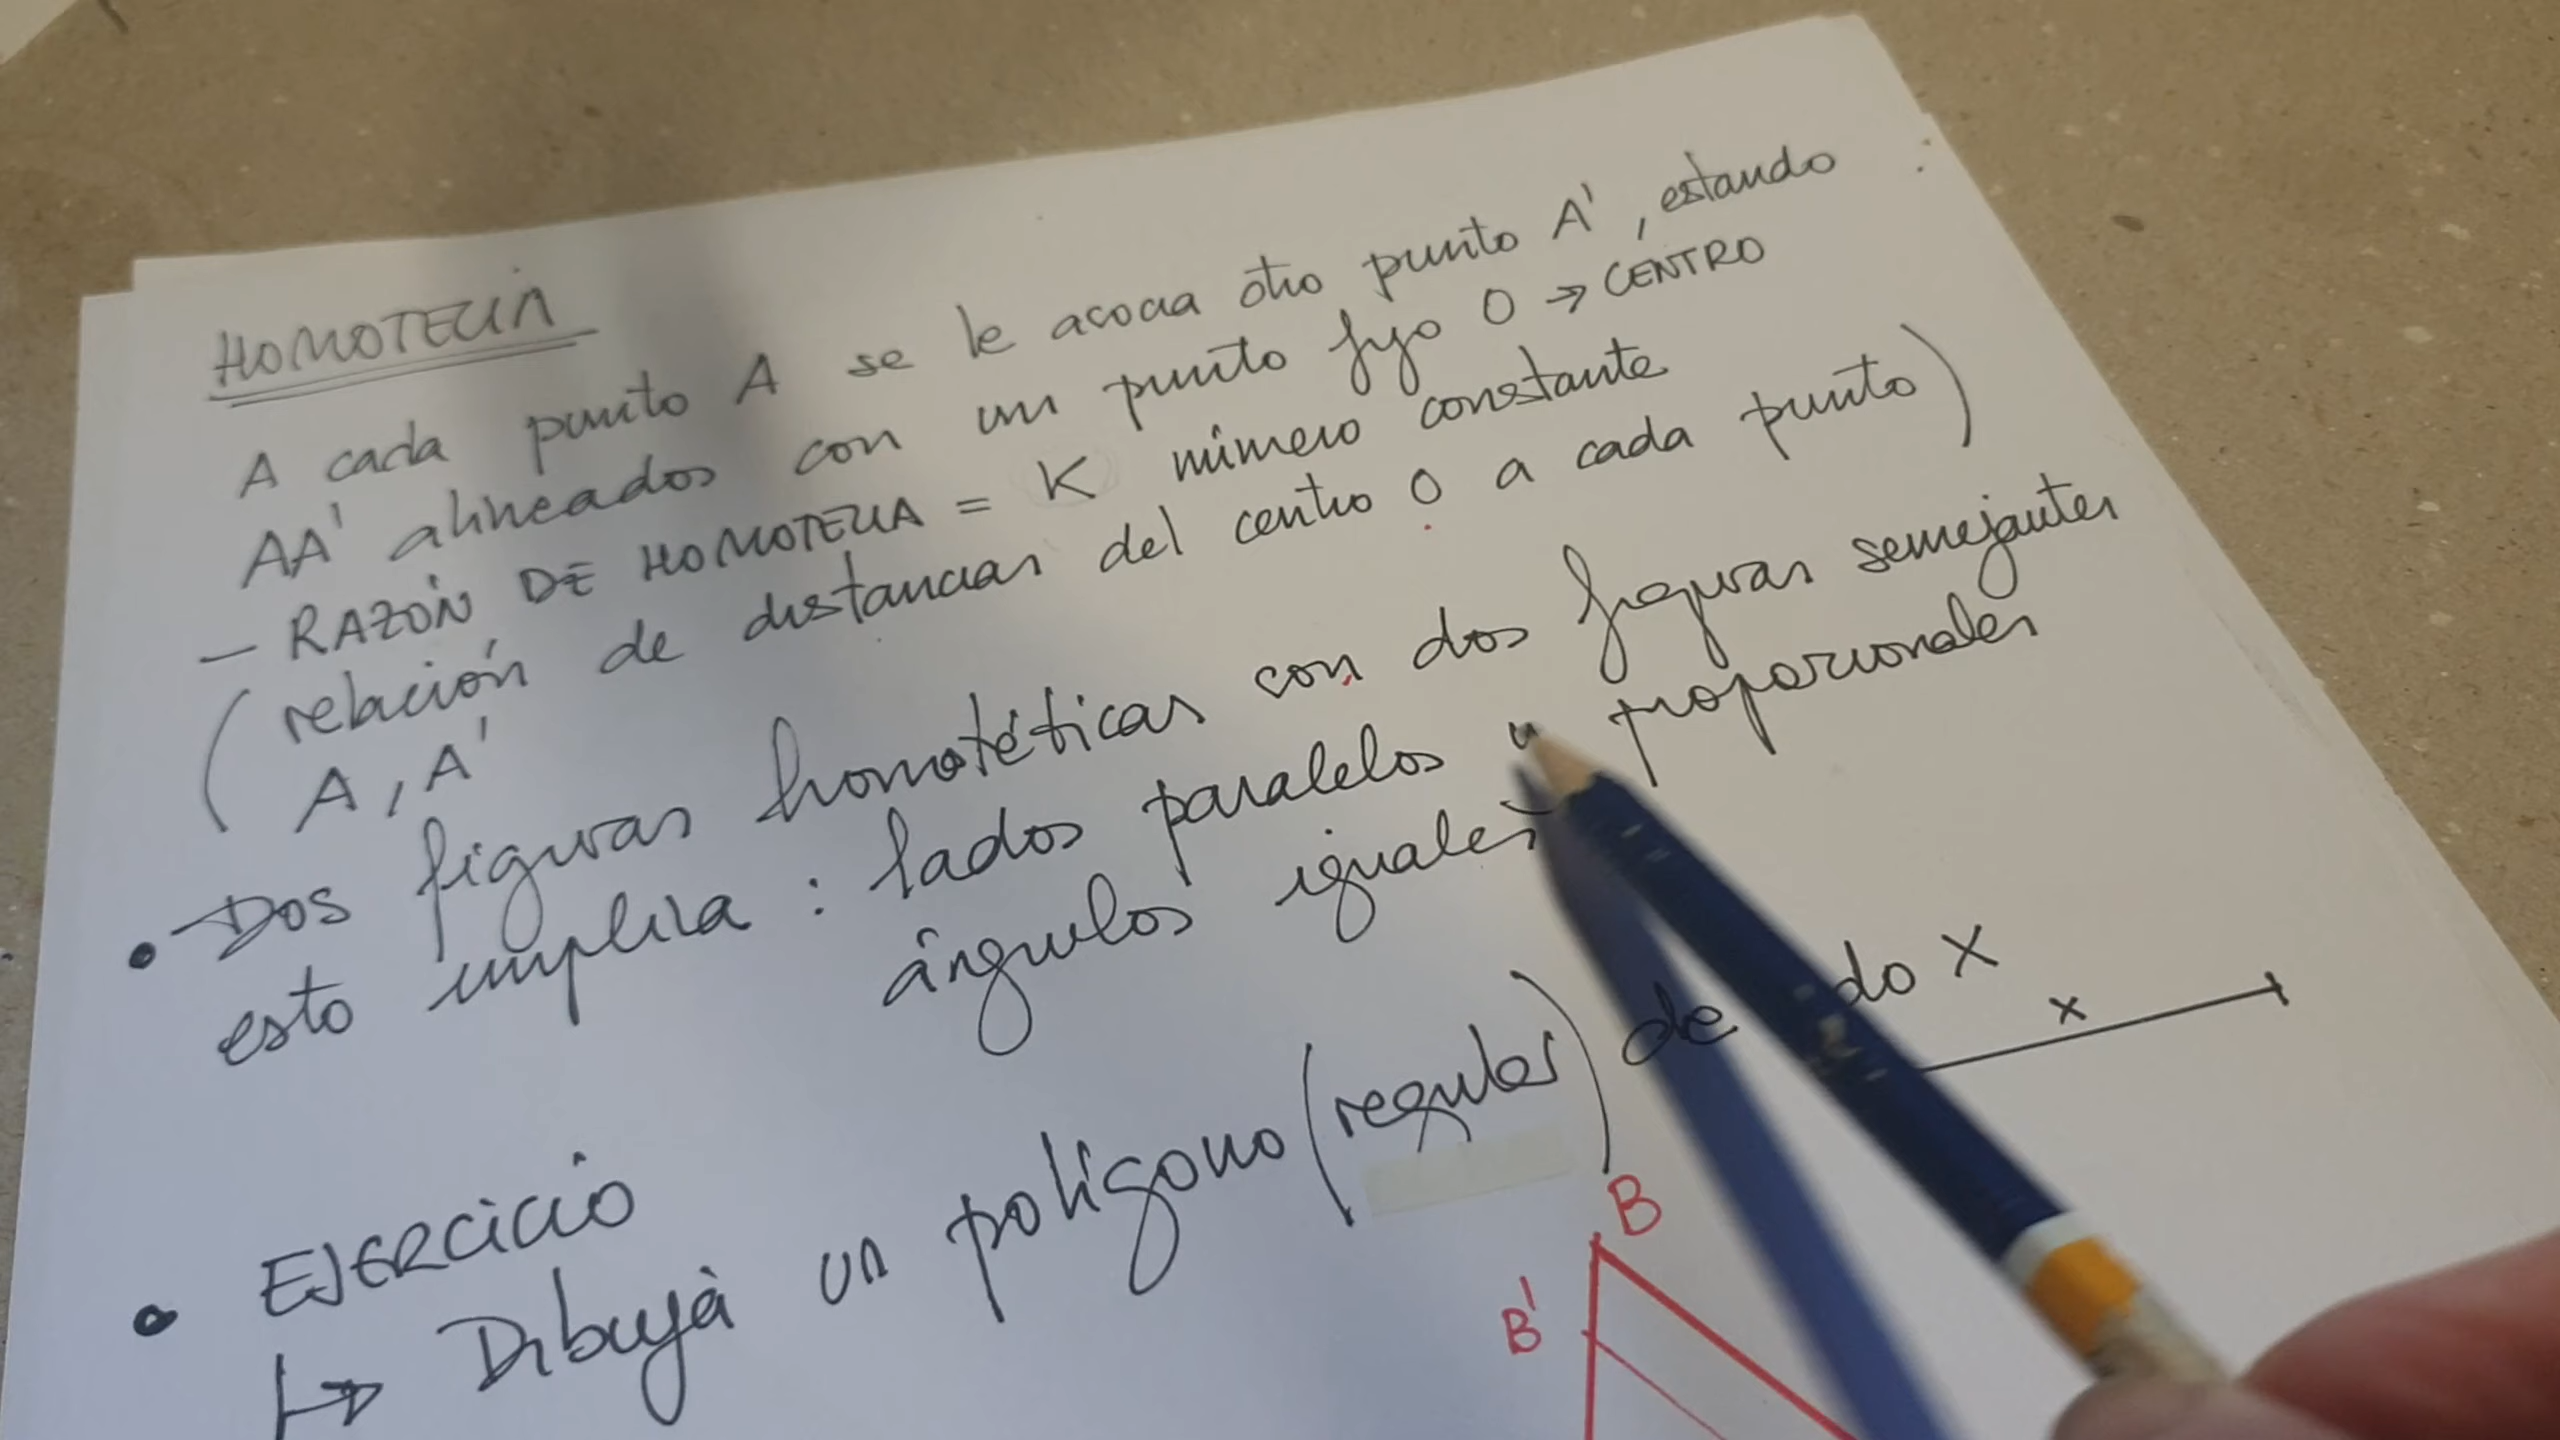 HOMOTECIA
A cada punto A se le asocia otro punto A', estando
AA' alineados con un punto fijo O → CENTRO
— RAZÓN DE HOMOTECIA = K número constante
(relación de distancias del centro O a cada punto)
A, A'
• Dos figuras homotéticas con dos figuras semejantes
esto implica: lados paralelos y proporcionales
ángulos iguales
• EJERCICIO
↳ Dibuja un polígono (regular) de do X
x
B
B'